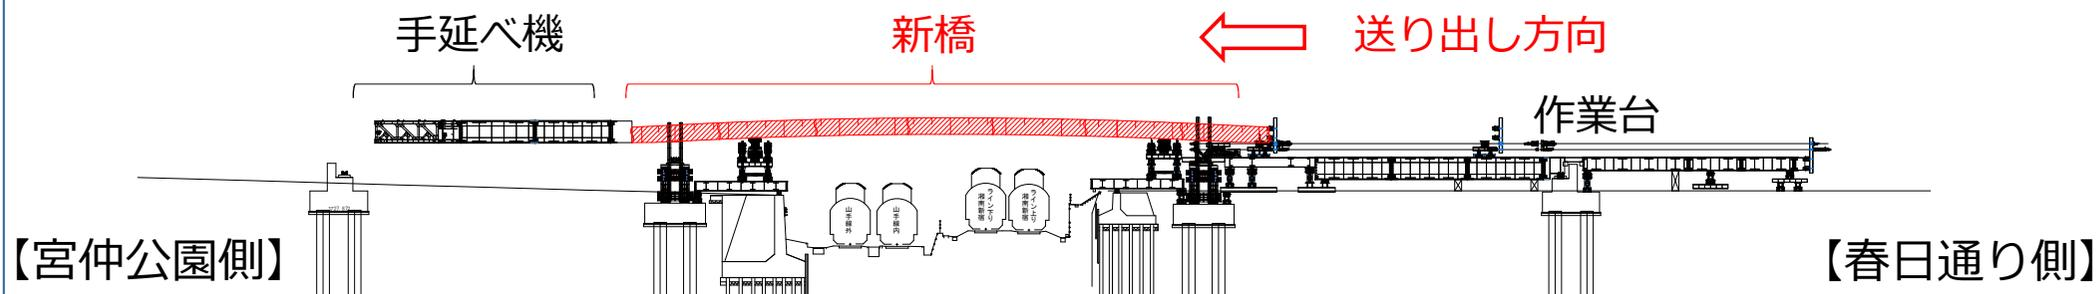 手延べ機
新橋
送り出し方向
作業台
山手線外
山手線内
湘南新宿
ライン下り
湘南新宿
ライン上り
【宮仲公園側】
【春日通り側】